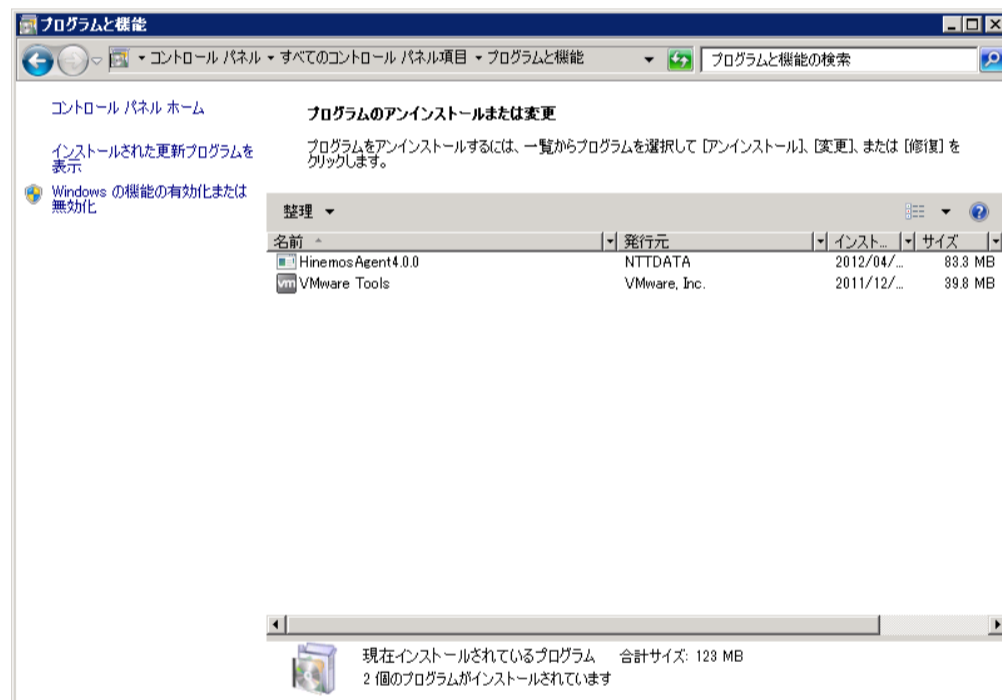 プログラムと機能
コントロール パネル すべてのコントロール パネル項目 プログラムと機能
プログラムと機能の検索
コントロール パネル ホーム
インストールされた更新プログラムを
表示
Windows の機能の有効化または
無効化
プログラムのアンインストールまたは変更
プログラムをアンインストールするには、一覧からプログラムを選択して [アンインストール]、[変更]、または [修復] を
クリックします。
整理
名前 発行元 インスト... サイズ
HinemosAgent4.0.0 NTTDATA 2012/04/... 83.3 MB
vm VMware Tools VMware, Inc. 2011/12/... 39.8 MB
現在インストールされているプログラム 合計サイズ: 123 MB
2 個のプログラムがインストールされています